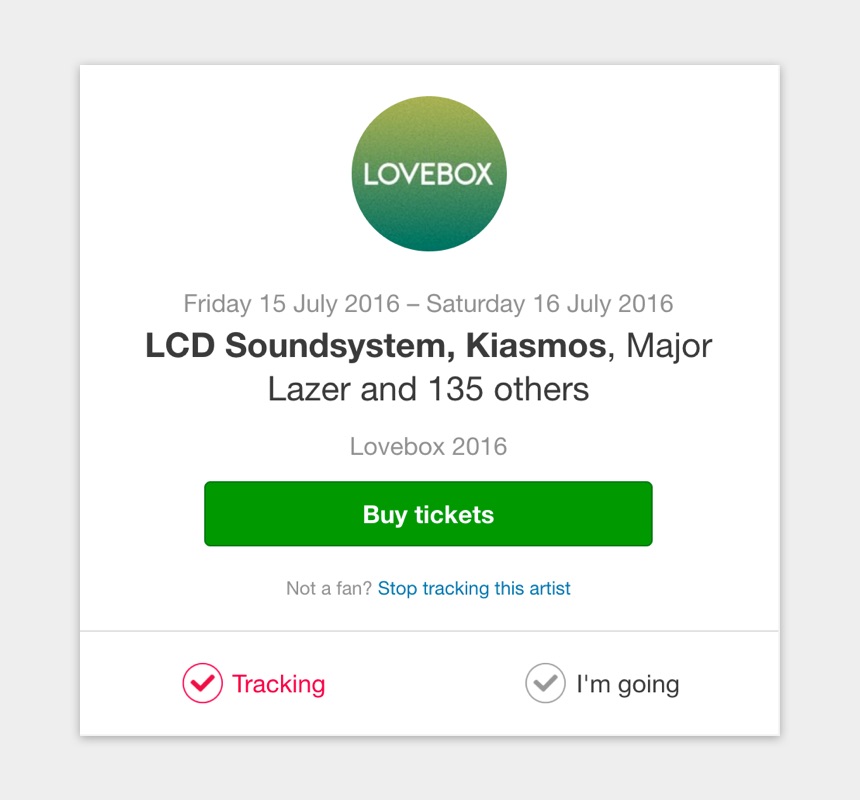 LOVEBOX
Friday 15 July 2016 – Saturday 16 July 2016
LCD Soundsystem, Kiasmos, Major
Lazer and 135 others
Lovebox 2016
Buy tickets
Not a fan? Stop tracking this artist
Tracking
I'm going